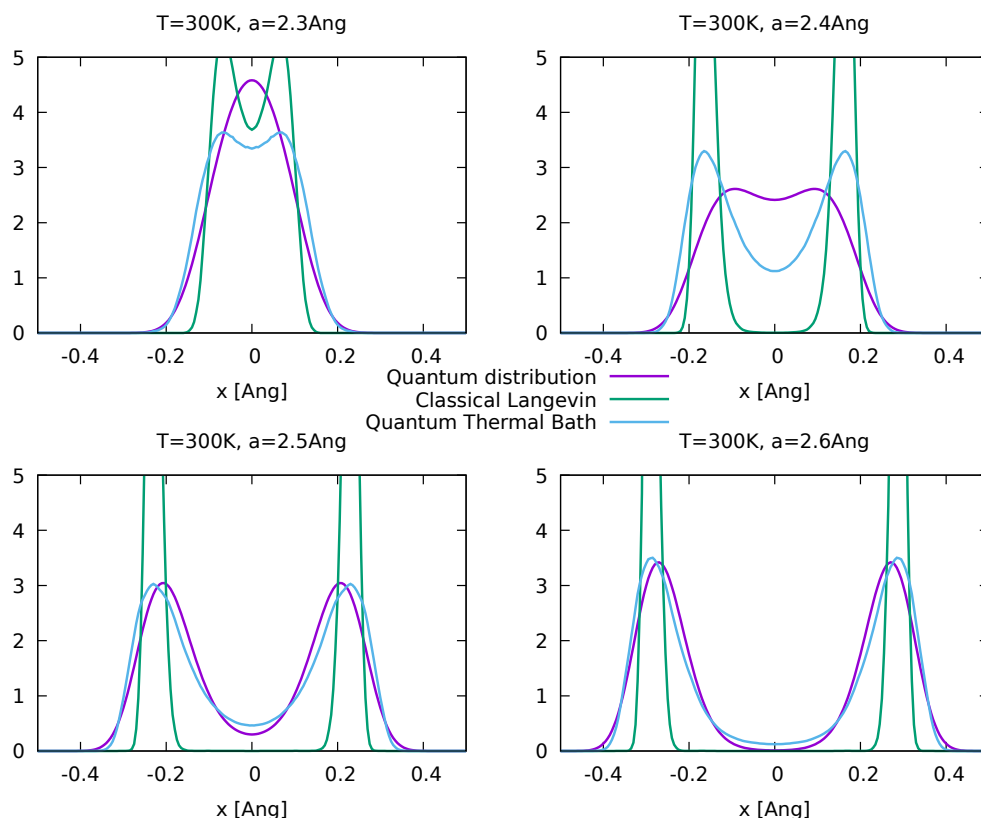 T=300K, a=2.3Ang
5
4
3
2
1
0
-0.4 -0.2 0 0.2 0.4
x [Ang]
T=300K, a=2.4Ang
5
4
3
2
1
0
-0.4 -0.2 0 0.2 0.4
x [Ang]
Quantum distribution
Classical Langevin
Quantum Thermal Bath
T=300K, a=2.5Ang
5
4
3
2
1
0
-0.4 -0.2 0 0.2 0.4
x [Ang]
T=300K, a=2.6Ang
5
4
3
2
1
0
-0.4 -0.2 0 0.2 0.4
x [Ang]